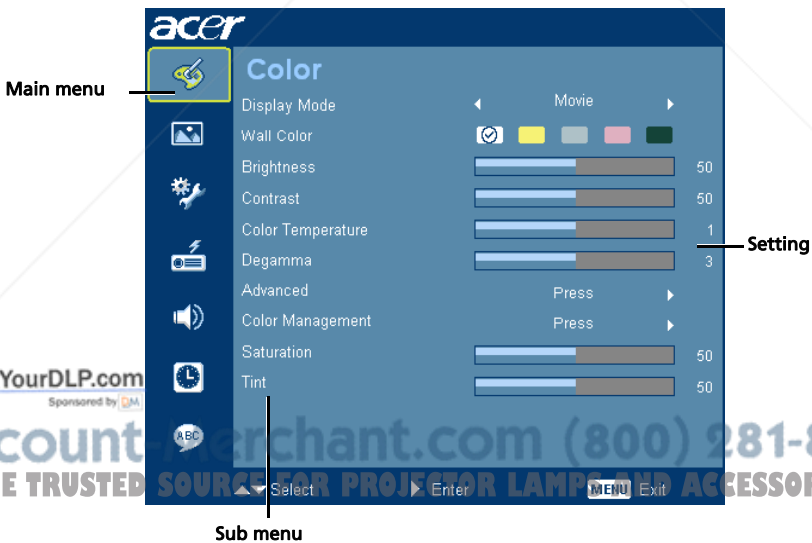 acer
Main menu
Color
Display Mode Movie
Wall Color
Brightness 50
Contrast 50
Color Temperature 1
Setting
Degamma 3
Advanced Press
Color Management Press
Saturation 50
YourDLP.com
Tint 50
Sponsored by DM
ABC
count-Merchant.com (800) 281-8
E TRUSTED SOURCE FOR PROJECTOR LAMPS AND ACCESSOR
Select Enter MENU Exit
Sub menu